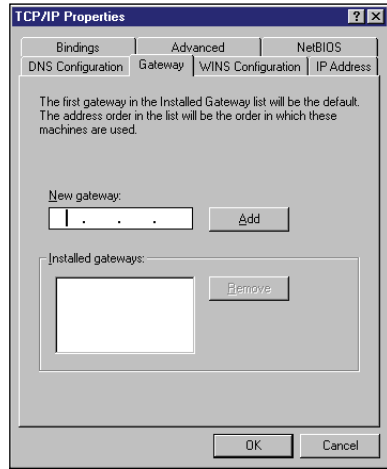 TCP/IP Properties
Bindings Advanced NetBIOS
DNS Configuration Gateway WINS Configuration IP Address
The first gateway in the Installed Gateway list will be the default.
The address order in the list will be the order in which these
machines are used.
New gateway:
. . . Add
Installed gateways:
Remove
OK Cancel